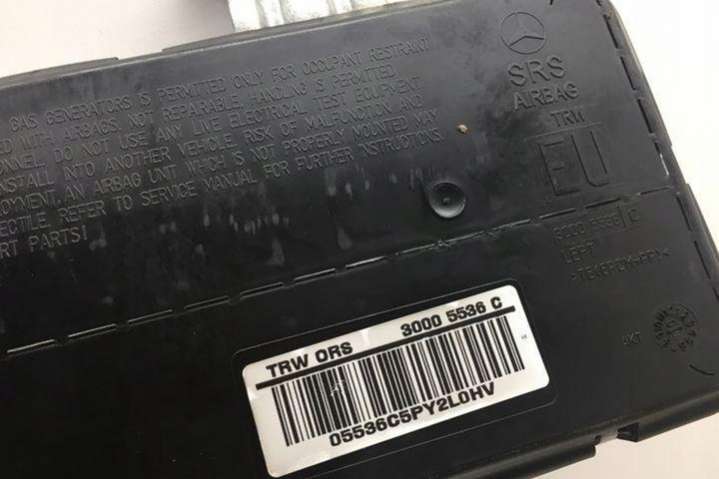 GAS GENERATORS IS PERMITTED ONLY FOR OCCUPANT RESTRAINT
WITH AIRBAGS, NOT REPARABLE, HANDLING IS PERMITTED
DO NOT USE ANY LIVE ELECTRICAL TEST EQUIPMENT
INSTALL INTO ANOTHER VEHICLE, RISK OF MALFUNCTION AND
AN AIRBAG UNIT WHICH IS NOT PROPERLY MOUNTED MAY
REFER TO SERVICE MANUAL FOR FURTHER INSTRUCTIONS.
RT PARTS!
SRS
AIRBAG
TRW
EU
LEFT
TRW ORS 3000 5536 C
05536C5PY2L0HV